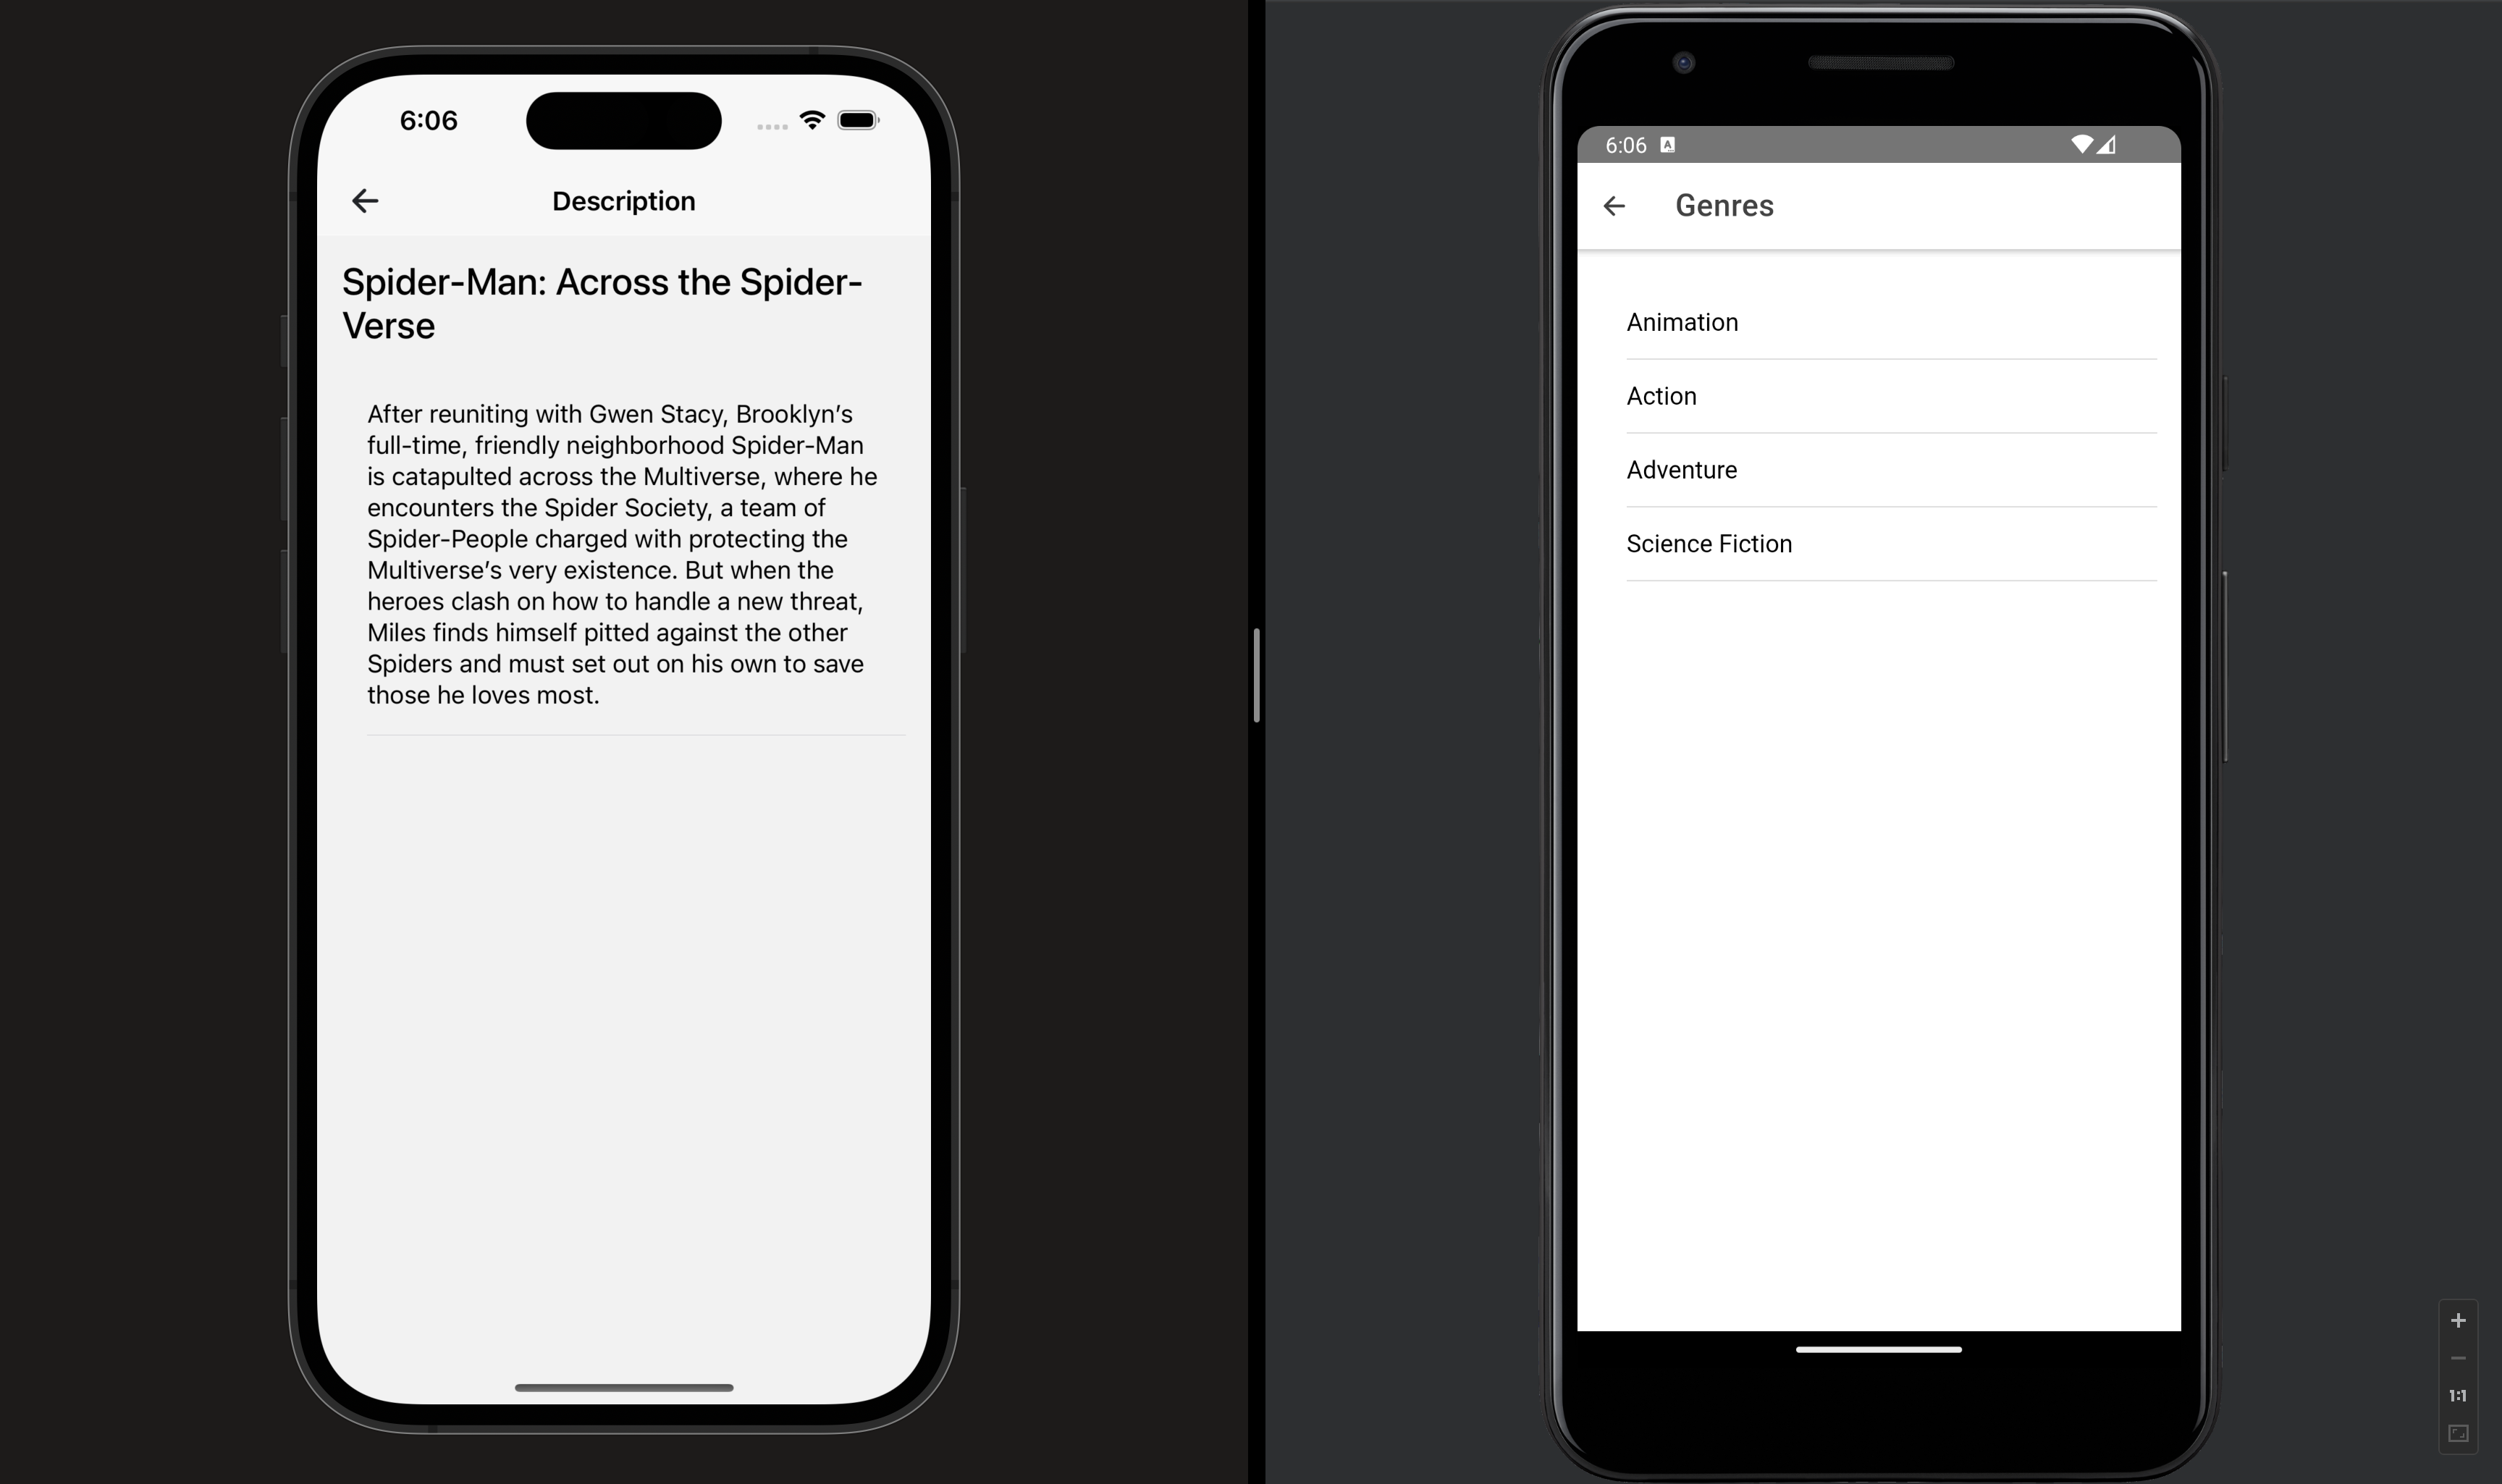 6:06
Description
Spider-Man: Across the Spider-
Verse
After reuniting with Gwen Stacy, Brooklyn’s
full-time, friendly neighborhood Spider-Man
is catapulted across the Multiverse, where he
encounters the Spider Society, a team of
Spider-People charged with protecting the
Multiverse’s very existence. But when the
heroes clash on how to handle a new threat,
Miles finds himself pitted against the other
Spiders and must set out on his own to save
those he loves most.
6:06 A
Genres
Animation
Action
Adventure
Science Fiction
1:1